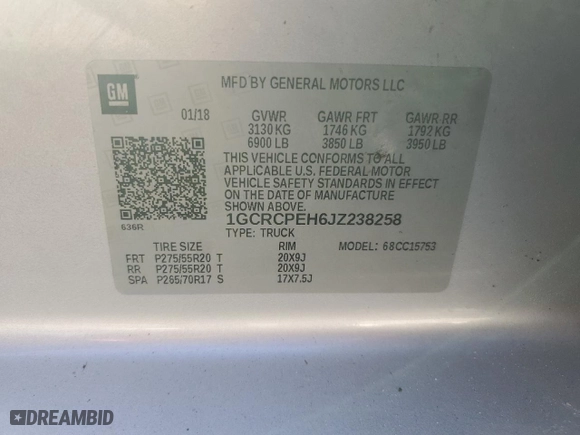 GM
MFD BY GENERAL MOTORS LLC
01/18 GVWR GAWR FRT GAWR RR
3130 KG 1746 KG 1792 KG
6900 LB 3850 LB 3950 LB
THIS VEHICLE CONFORMS TO ALL
APPLICABLE U.S. FEDERAL MOTOR
VEHICLE SAFETY STANDARDS IN EFFECT
ON THE DATE OF MANUFACTURE
SHOWN ABOVE.
636R
1GCRCPEH6JZ238258
TYPE: TRUCK
TIRE SIZE RIM MODEL: 68CC15753
FRT P275/55R20 T 20X9J
RR P275/55R20 T 20X9J
SPA P265/70R17 S 17X7.5J
DREAMBID